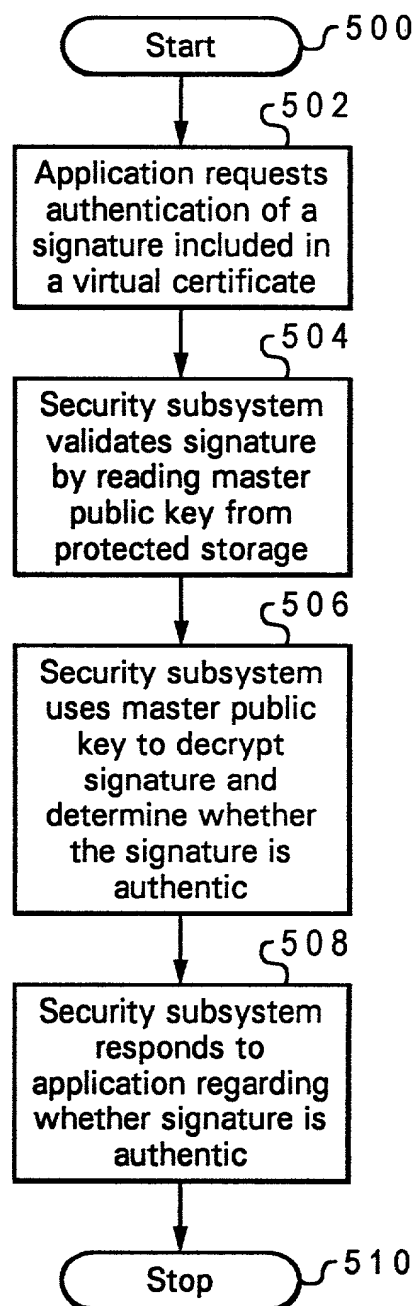 Start
500
502
Application requests
authentication of a
signature included in
a virtual certificate
504
Security subsystem
validates signature
by reading master
public key from
protected storage
506
Security subsystem
uses master public
key to decrypt
signature and
determine whether
the signature is
authentic
508
Security subsystem
responds to
application regarding
whether signature is
authentic
Stop
510